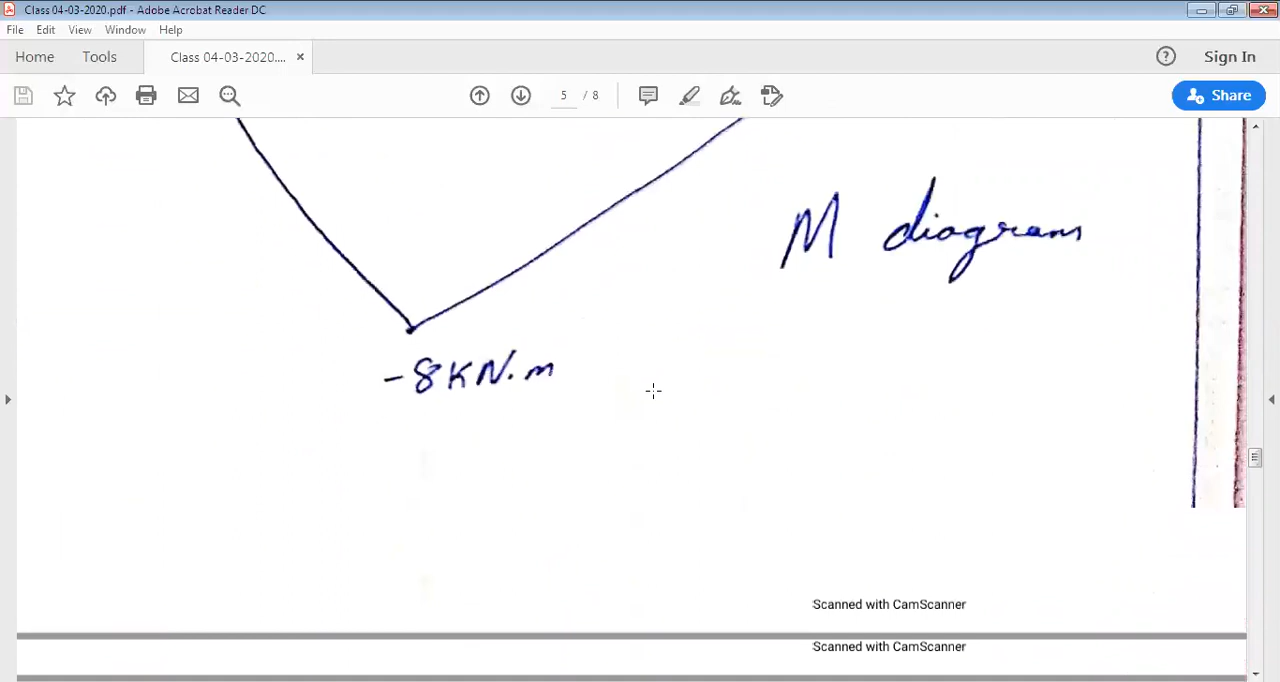 Class 04-03-2020.pdf - Adobe Acrobat Reader DC
File Edit View Window Help
Home Tools Class 04-03-2020.... ×
? Sign In
5 / 8
Share
M diagram
-8KN.m
Scanned with CamScanner
Scanned with CamScanner